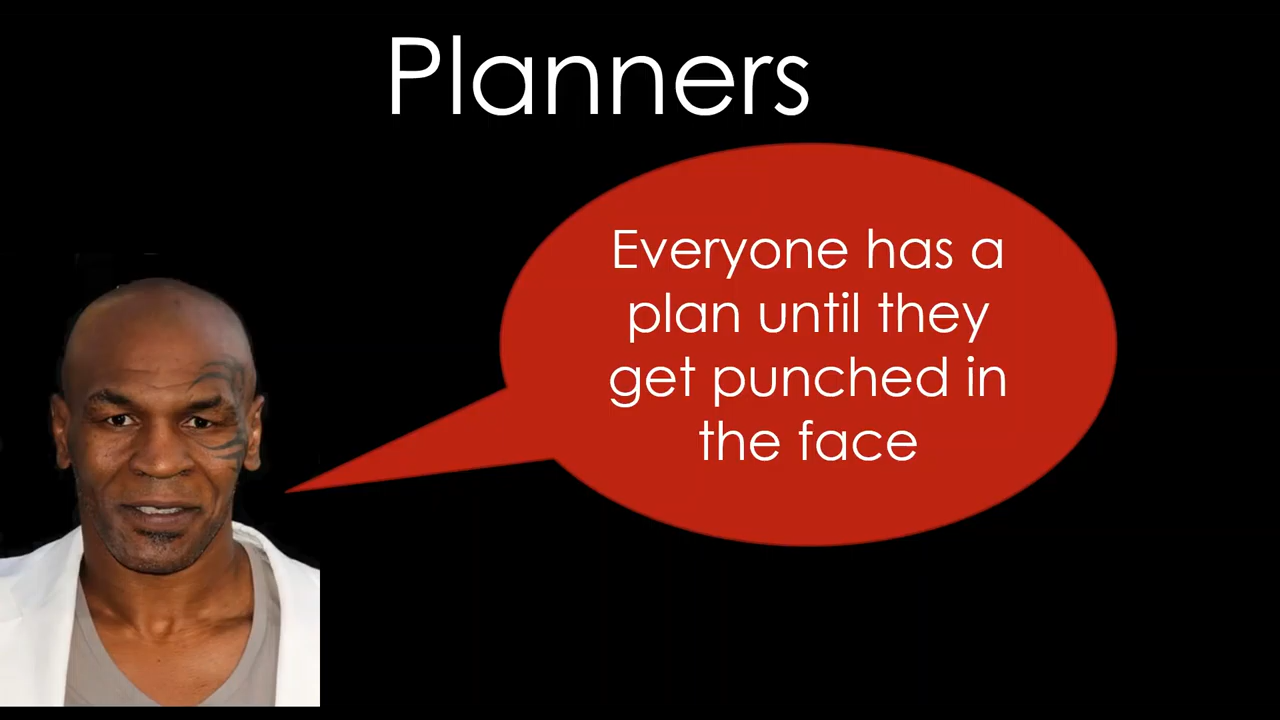 Planners
Everyone has a
plan until they
get punched in
the face